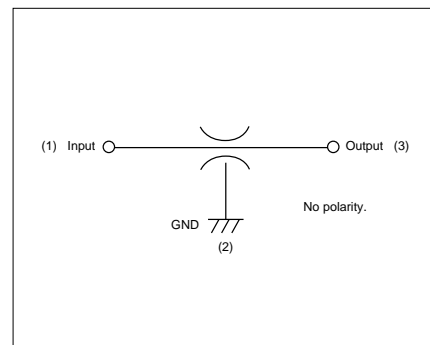 (1) Input Output (3)
No polarity.
GND
(2)